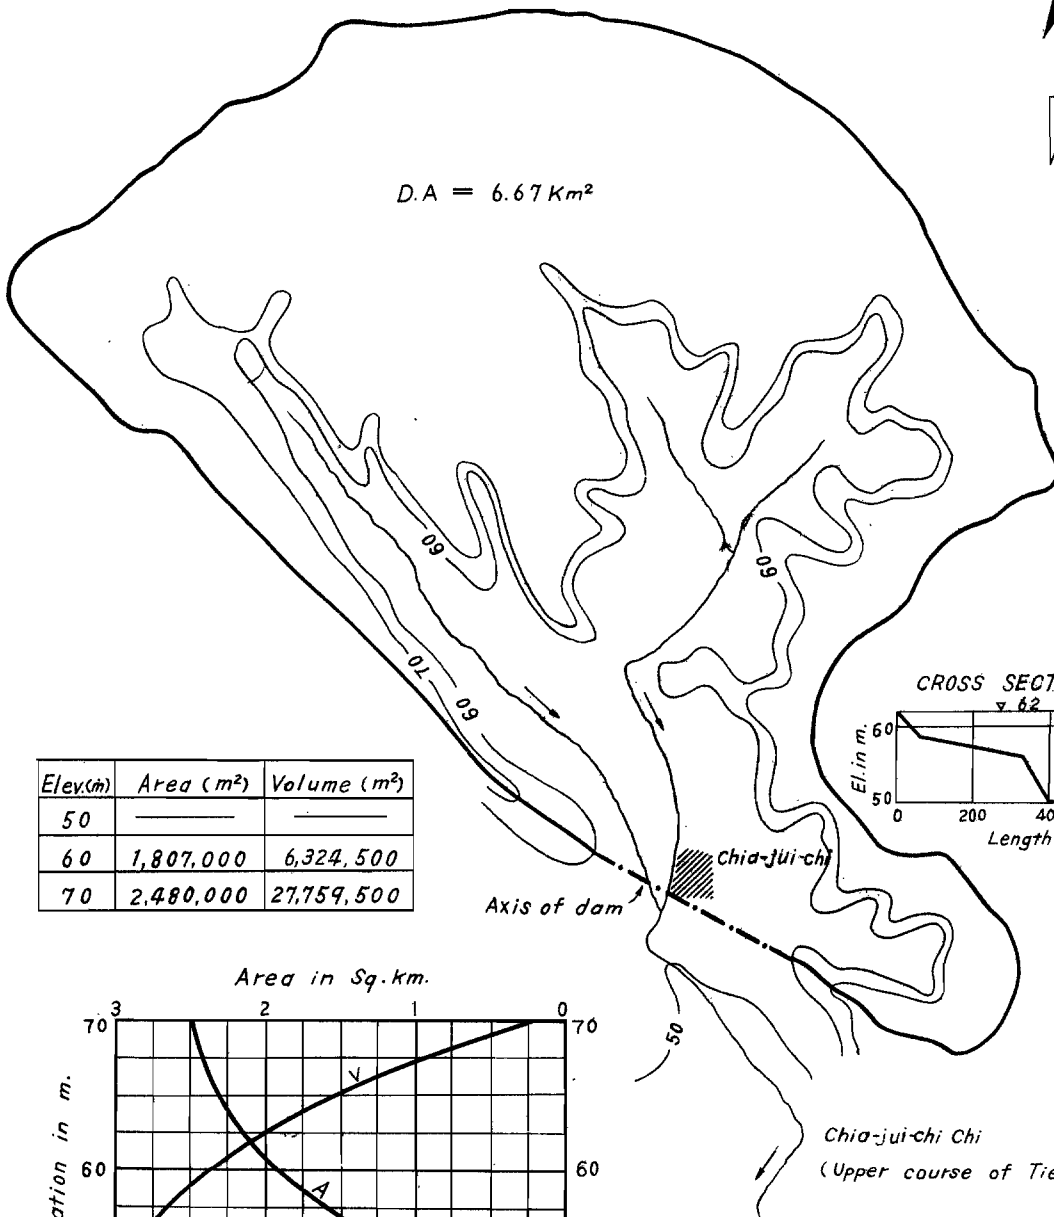 D.A = 6.67 Km²
60
60
70
60
CROSS SECT
▽ 62
El. in m.
60
50
0 200 40
Length
Elev.(m) Area (m²) Volume (m²)
50
60 1,807,000 6,324,500
70 2,480,000 27,759,500
Chia-jui-chi
Axis of dam
50
Area in Sq.km.
3 2 1 0
70 70
V
60 60
A
ation in m.
Chia-jui-chi Chi
(Upper course of Tie